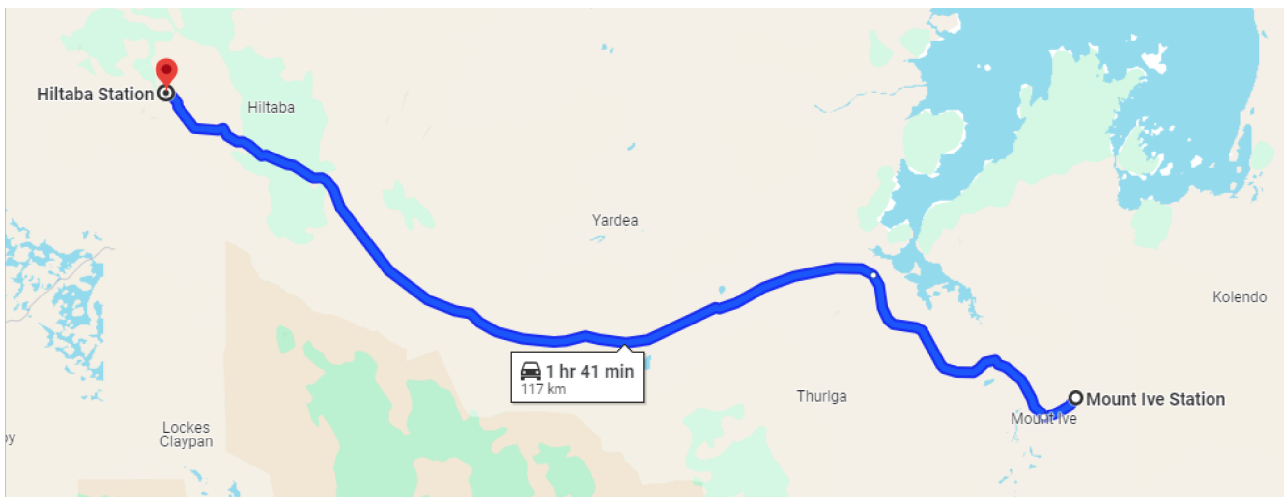 Hiltaba Station
Hiltaba
Yardea
Kolendo
1 hr 41 min
117 km
Thurlga
Mount Ive Station
Mount Ive
Lockes
Claypan
oy